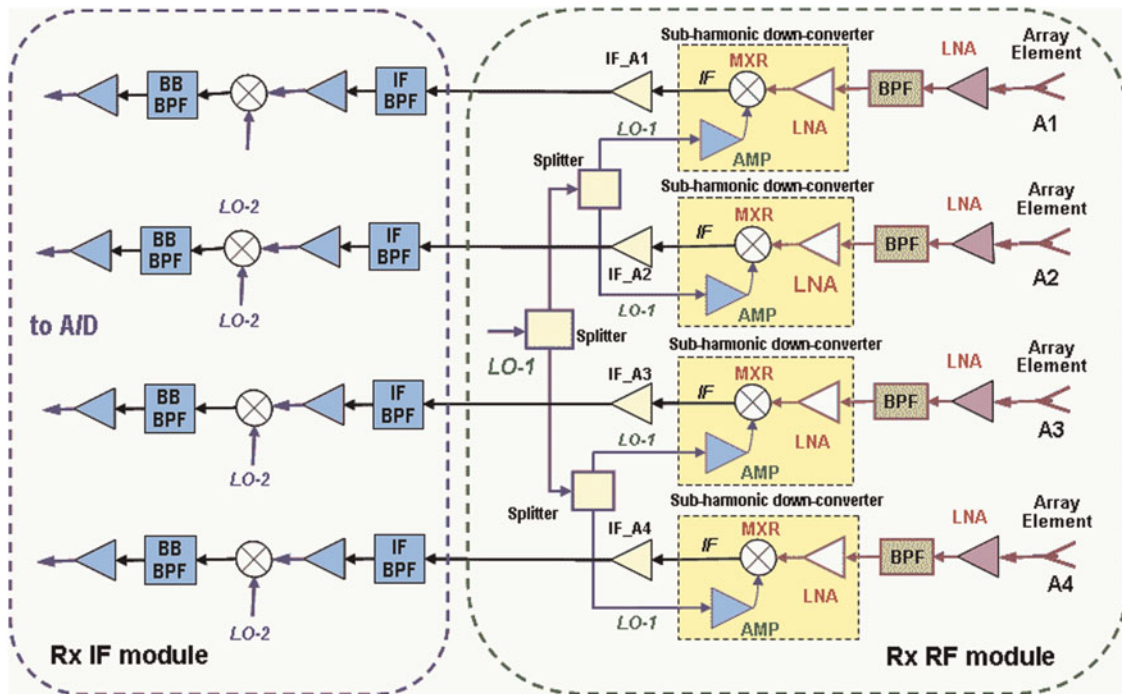 Sub-harmonic down-converter
LNA
Array
Element
IF_A1
MXR
IF
BB
BPF
IF
BPF
BPF
LO-1
LNA
A1
Splitter
AMP
LO-2
Sub-harmonic down-converter
LNA
Array
Element
MXR
IF
BB
BPF
IF
BPF
BPF
IF_A2
LNA
A2
LO-2
LO-1
AMP
to A/D
Splitter
LO-1
Sub-harmonic down-converter
LNA
Array
Element
IF_A3
MXR
IF
BB
BPF
IF
BPF
BPF
LO-1
LNA
A3
LO-2
AMP
Splitter
Sub-harmonic down-converter
LNA
Array
Element
IF_A4
MXR
IF
BB
BPF
IF
BPF
BPF
A4
LNA
LO-2
LO-1
AMP
Rx IF module
Rx RF module